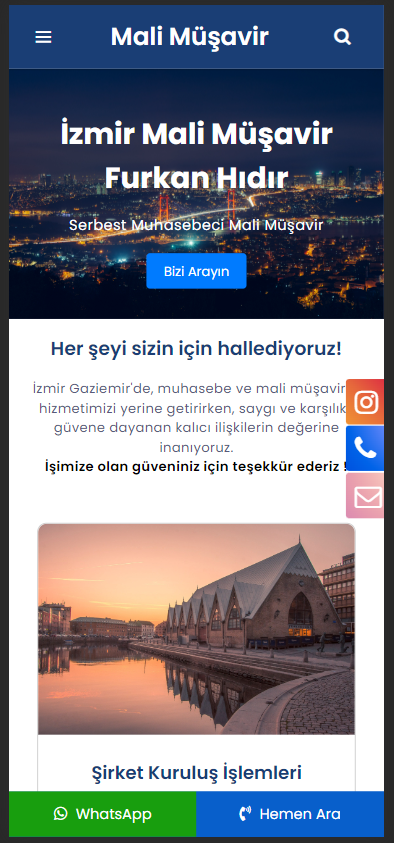 Mali Müşavir
İzmir Mali Müşavir
Furkan Hıdır
Serbest Muhasebeci Mali Müşavir
Bizi Arayın
Her şeyi sizin için hallediyoruz!
İzmir Gaziemir'de, muhasebe ve mali müşavir
hizmetimizi yerine getirirken, saygı ve karşılık
güvene dayanan kalıcı ilişkilerin değerine
inanıyoruz.
İşimize olan güveniniz için teşekkür ederiz !
Şirket Kuruluş İşlemleri
WhatsApp
Hemen Ara